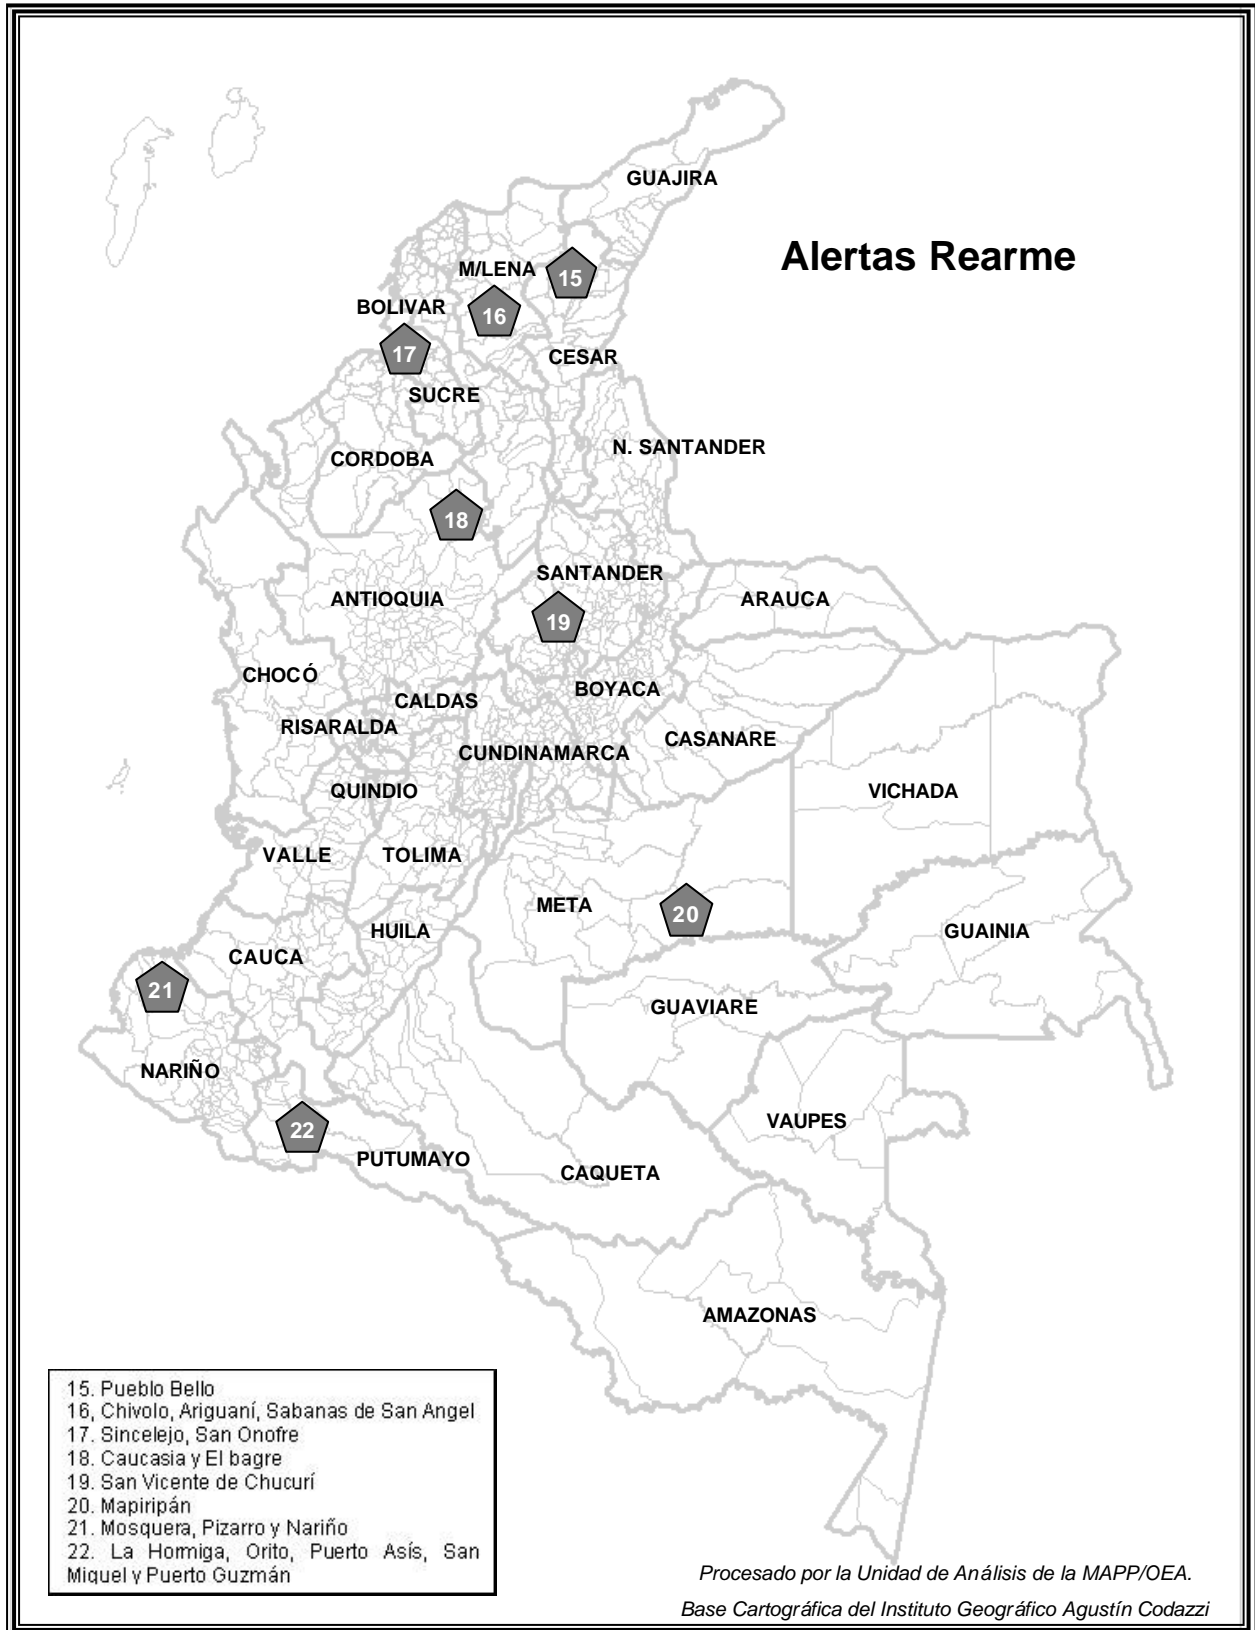 GUAJIRA
Alertas Rearme
M/LENA
15
BOLIVAR
16
17
CESAR
SUCRE
N. SANTANDER
CORDOBA
18
SANTANDER
ANTIOQUIA
ARAUCA
19
CHOCÓ
BOYACA
CALDAS
RISARALDA
CASANARE
CUNDINAMARCA
QUINDIO
VICHADA
VALLE
TOLIMA
META
20
HUILA
GUAINIA
CAUCA
21
GUAVIARE
NARIÑO
VAUPES
22
PUTUMAYO
CAQUETA
AMAZONAS
15. Pueblo Bello
16, Chivolo, Ariguaní, Sabanas de San Angel
17. Sincelejo, San Onofre
18. Caucasia y El bagre
19. San Vicente de Chucurí
20. Mapiripán
21. Mosquera, Pizarro y Nariño
22. La Hormiga, Orito, Puerto Asís, San
Miguel y Puerto Guzmán
Procesado por la Unidad de Análisis de la MAPP/OEA.
Base Cartográfica del Instituto Geográfico Agustín Codazzi